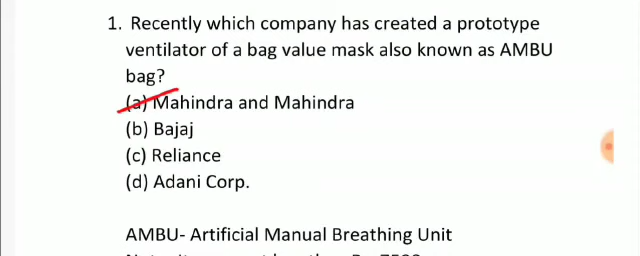 1. Recently which company has created a prototype
ventilator of a bag value mask also known as AMBU
bag?
(a) Mahindra and Mahindra
(b) Bajaj
(c) Reliance
(d) Adani Corp.
AMBU- Artificial Manual Breathing Unit